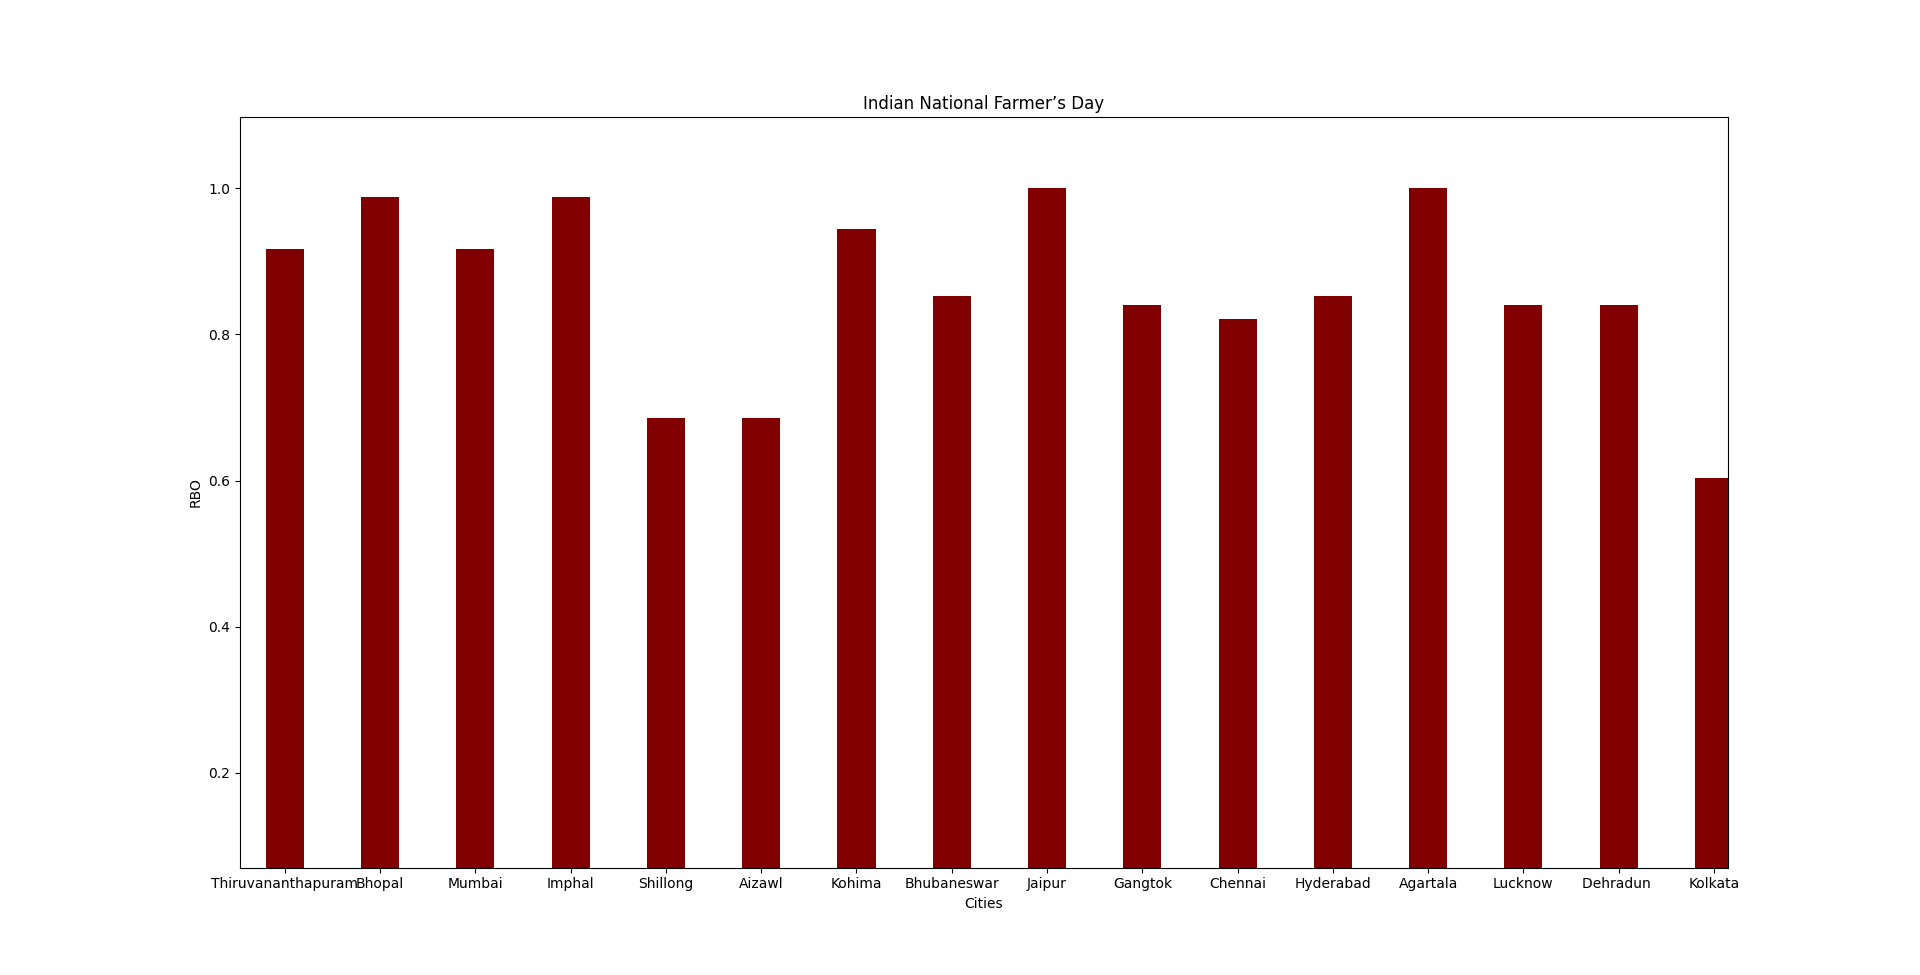 Indian National Farmer’s Day
1.0
0.8
0.6
0.4
0.2
RBO
Thiruvananthapuram Bhopal Mumbai Imphal Shillong Aizawl Kohima Bhubaneswar Jaipur Gangtok Chennai Hyderabad Agartala Lucknow Dehradun Kolkata
Cities